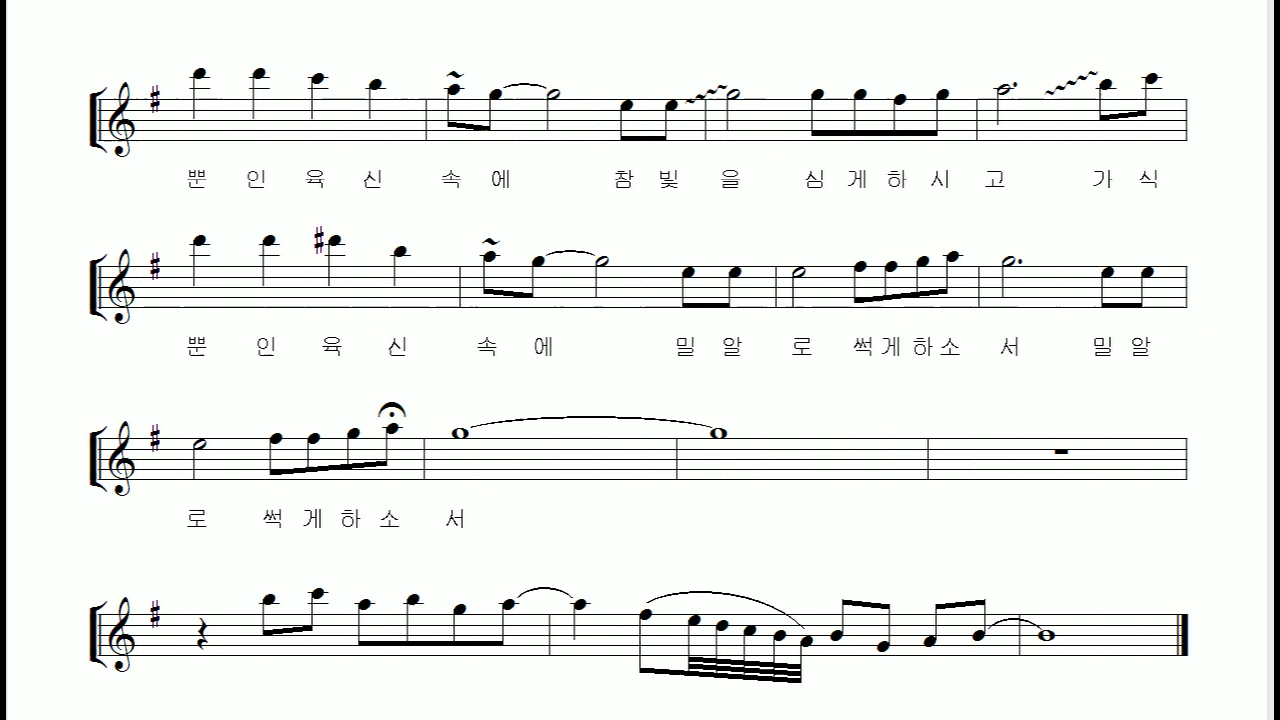 뿐 인 육 신 속 에 참 빛 을 심 게 하 시 고 가 식
뿐 인 육 신 속 에 밀 알 로 썩 게 하 소 서 밀 알
로 썩 게 하 소 서